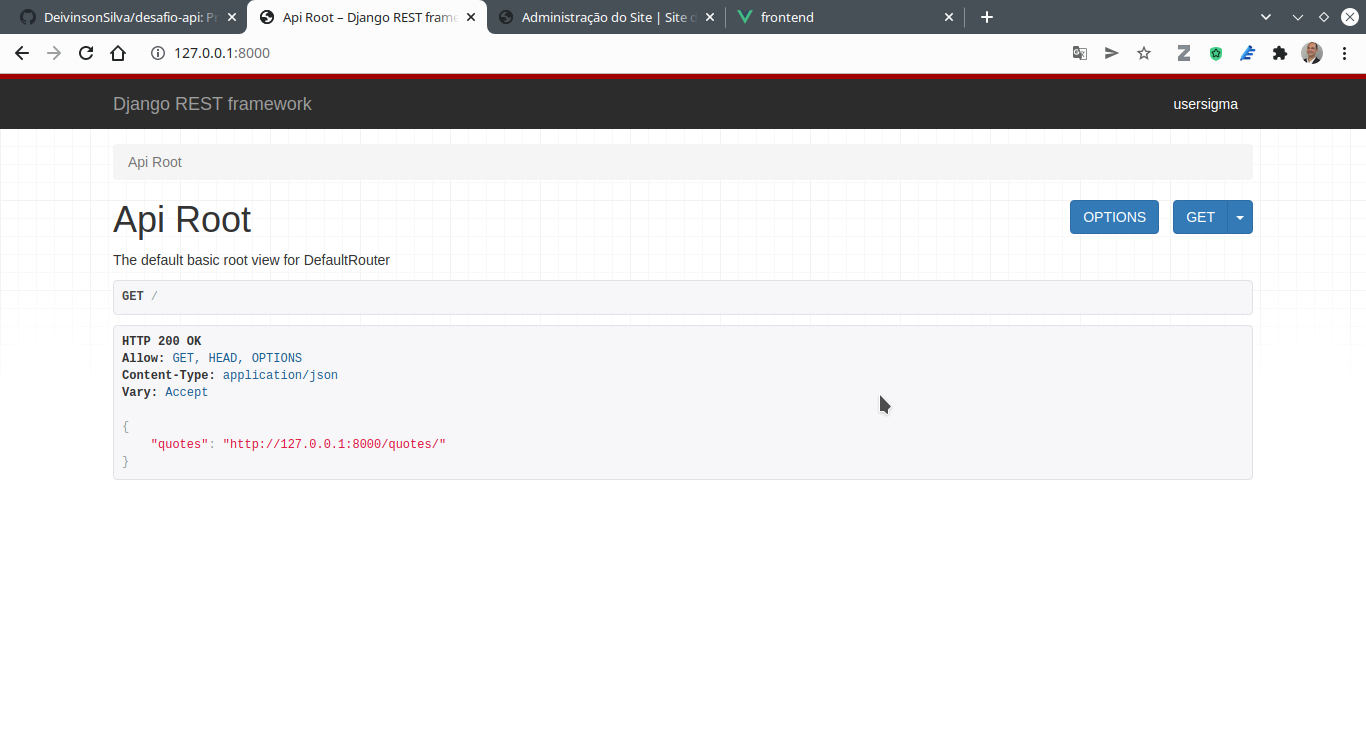 DeivinsonSilva/desafio-api: Pr
Api Root – Django REST frame
Administração do Site | Site d
frontend
127.0.0.1:8000
Django REST framework
usersigma
Api Root
Api Root
OPTIONS
GET
The default basic root view for DefaultRouter
GET /
HTTP 200 OK
Allow: GET, HEAD, OPTIONS
Content-Type: application/json
Vary: Accept
{
"quotes": "http://127.0.0.1:8000/quotes/"
}